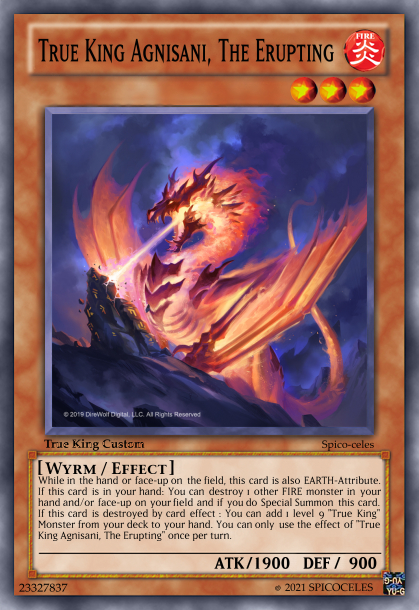 TRUE KING AGNISANI, THE ERUPTING
FIRE
炎
© 2019 DireWolf Digital, LLC. All Rights Reserved
True King Custom
Spico-celes
[WYRM / EFFECT]
While in the hand or face-up on the field, this card is also EARTH-Attribute.
If this card is in your hand: You can destroy 1 other FIRE monster in your
hand and/or face-up on your field and if you do Special Summon this card.
If this card is destroyed by card effect : You can add 1 level 9 "True King"
Monster from your deck to your hand. You can only use the effect of "True
King Agnisani, The Erupting" once per turn.
ATK/1900 DEF/ 900
23327837
© 2021 SPICOCELES
YU-G